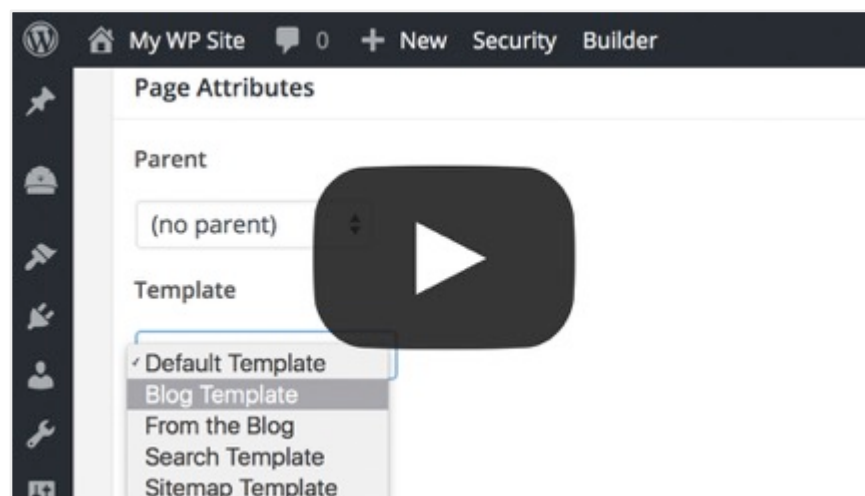 My WP Site 0 + New Security Builder
Page Attributes
Parent
(no parent)
Template
✓ Default Template
Blog Template
From the Blog
Search Template
Sitemap Template